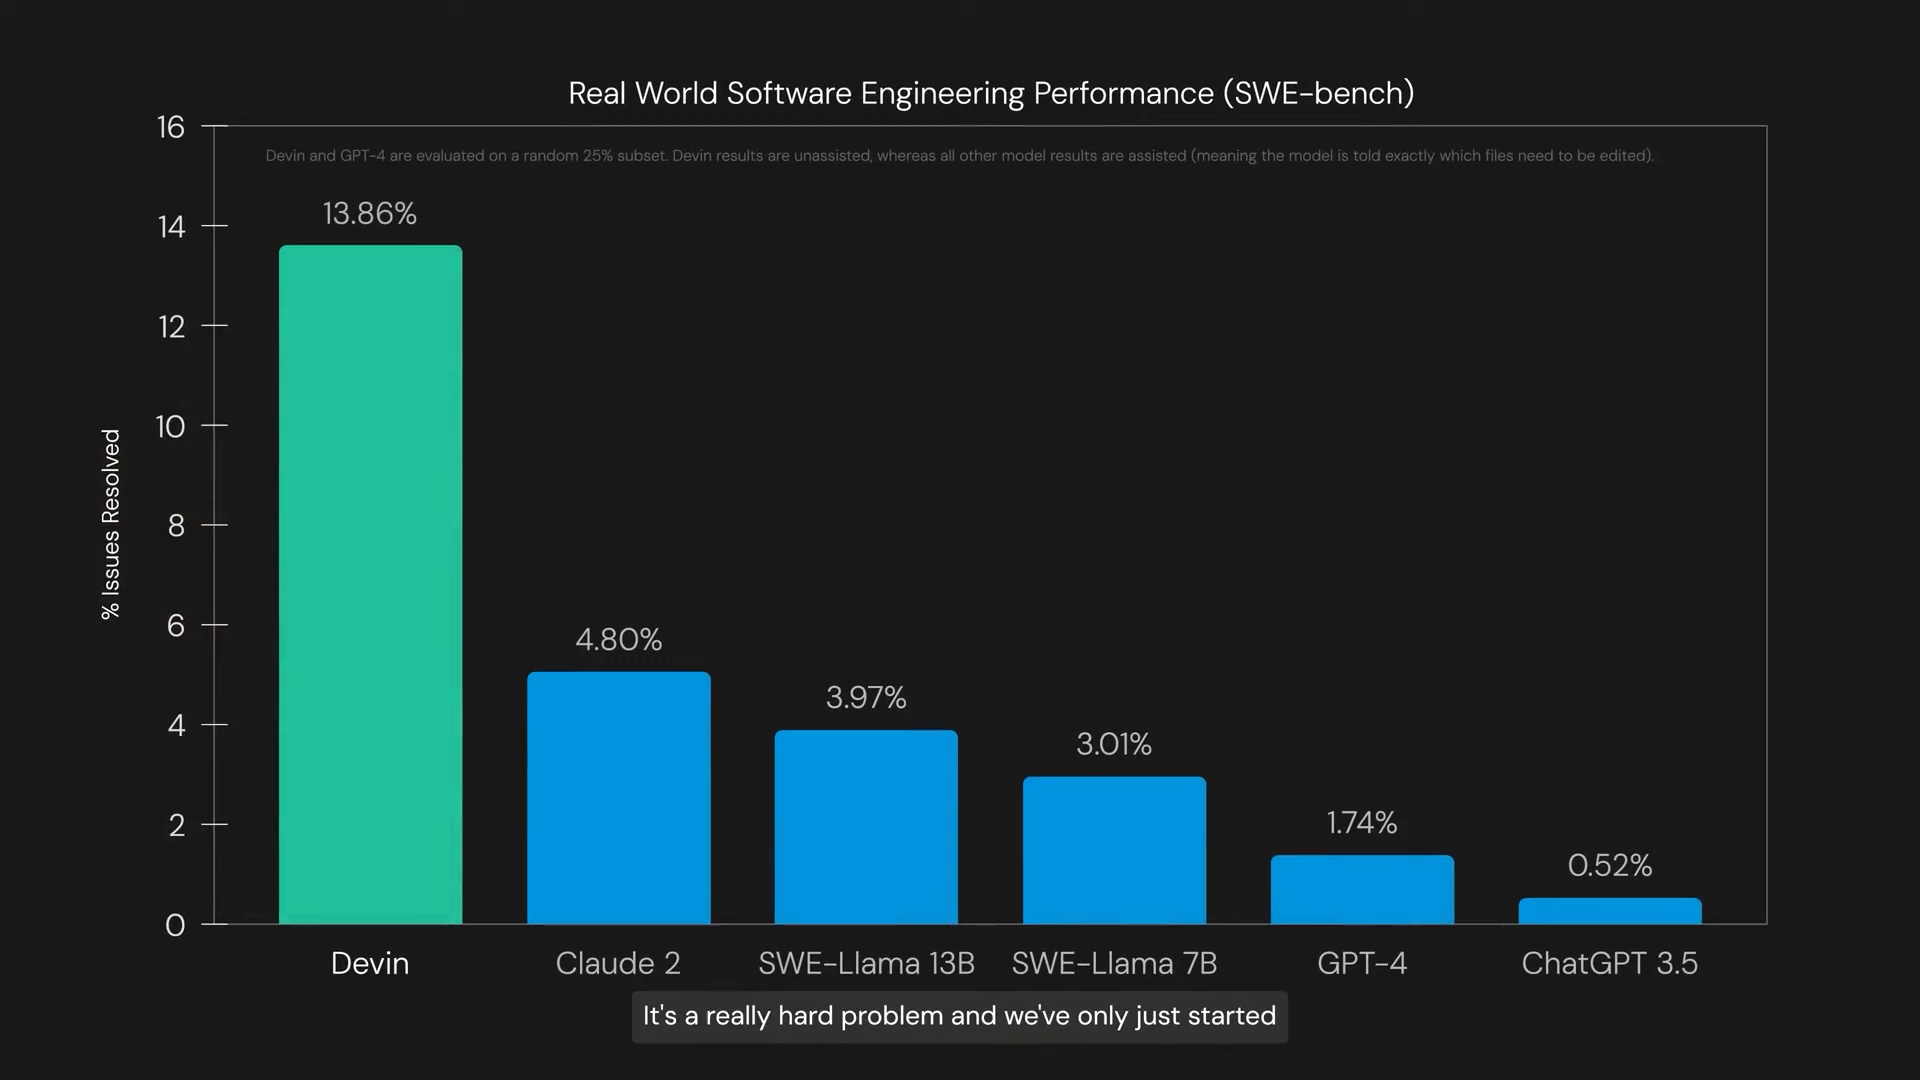 Real World Software Engineering Performance (SWE-bench)
Devin and GPT-4 are evaluated on a random 25% subset. Devin results are unassisted, whereas all other model results are assisted (meaning the model is told exactly which files need to be edited).
% Issues Resolved
16
14
12
10
8
6
4
2
0
13.86%
4.80%
3.97%
3.01%
1.74%
0.52%
Devin
Claude 2
SWE-Llama 13B
SWE-Llama 7B
GPT-4
ChatGPT 3.5
It's a really hard problem and we've only just started